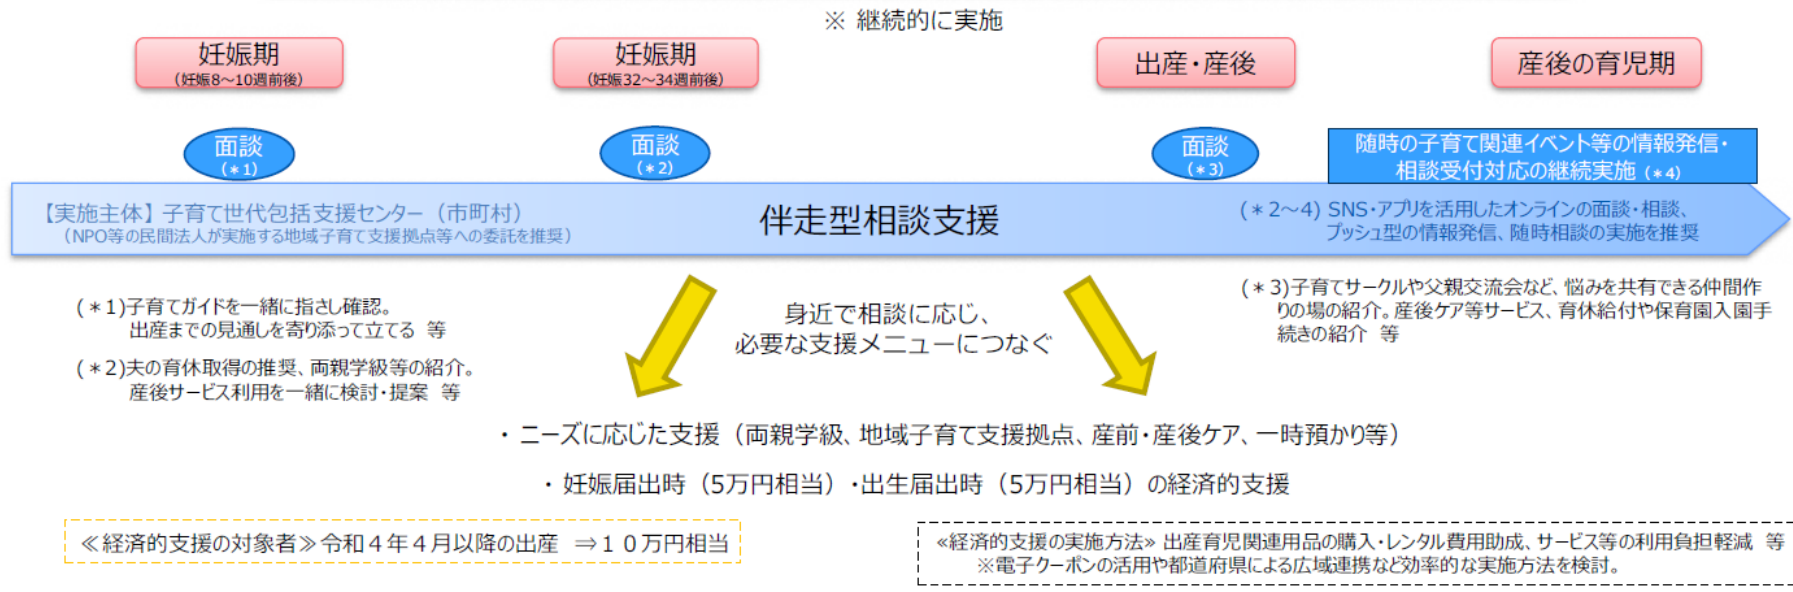 ※ 継続的に実施
妊娠期
（妊娠8～10週前後）
妊娠期
（妊娠32～34週前後）
出産・産後
産後の育児期
面談
（＊1）
面談
（＊2）
面談
（＊3）
随時の子育て関連イベント等の情報発信・
相談受付対応の継続実施（＊4）
【実施主体】子育て世代包括支援センター（市町村）
（NPO等の民間法人が実施する地域子育て支援拠点等への委託を推奨）
伴走型相談支援
(＊2～4) SNS・アプリを活用したオンラインの面談・相談、
プッシュ型の情報発信、随時相談の実施を推奨
(＊1)子育てガイドを一緒に指さし確認。
出産までの見通しを寄り添って立てる 等
(＊2)夫の育休取得の推奨、両親学級等の紹介。
産後サービス利用を一緒に検討・提案 等
身近で相談に応じ、
必要な支援メニューにつなぐ
(＊3)子育てサークルや父親交流会など、悩みを共有できる仲間作
りの場の紹介。産後ケア等サービス、育休給付や保育園入園手
続きの紹介 等
・ニーズに応じた支援（両親学級、地域子育て支援拠点、産前・産後ケア、一時預かり等）
・妊娠届出時（5万円相当）・出生届出時（5万円相当）の経済的支援
≪経済的支援の対象者≫令和４年４月以降の出産 ⇒１０万円相当
≪経済的支援の実施方法≫ 出産育児関連用品の購入・レンタル費用助成、サービス等の利用負担軽減 等
※電子クーポンの活用や都道府県による広域連携など効率的な実施方法を検討。